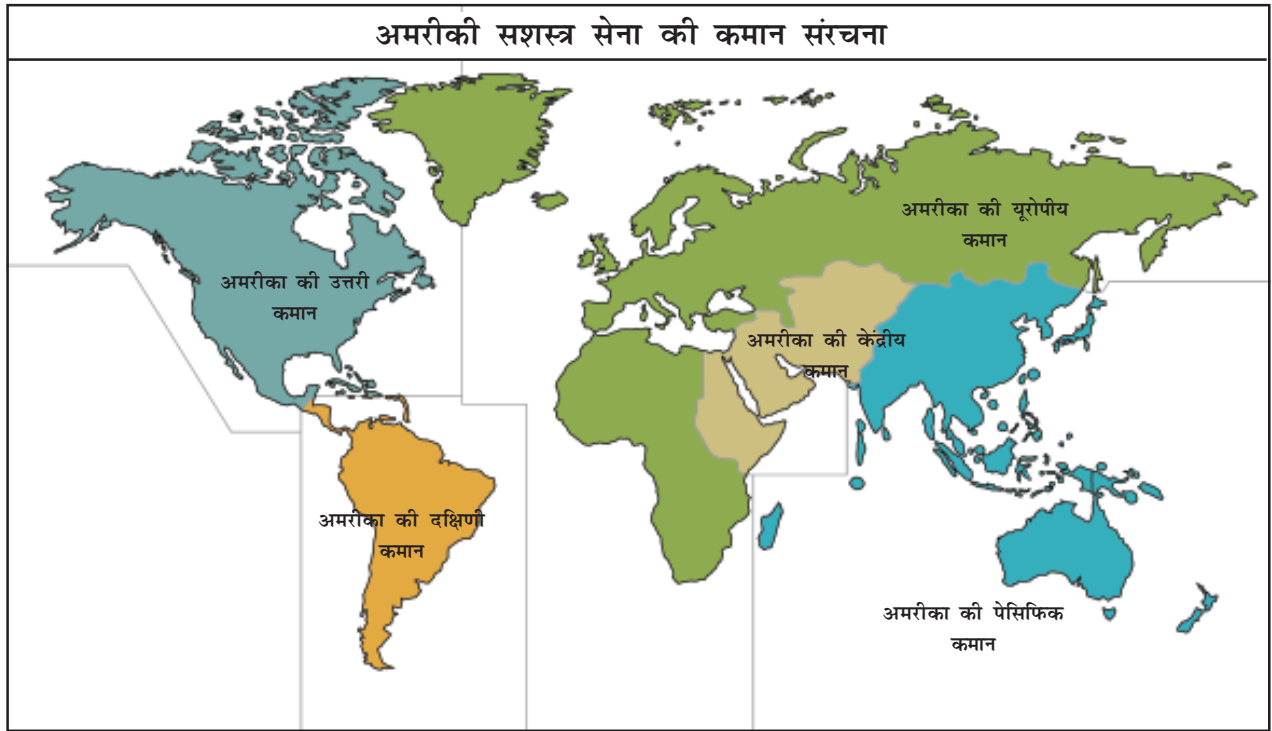 अमरीकी सशस्त्र सेना की कमान संरचना
अमरीका की यूरोपीय
कमान
अमरीका की उत्तरी
कमान
अमरीका की केंद्रीय
कमान
अमरीका की दक्षिणी
कमान
अमरीका की पेसिफिक
कमान